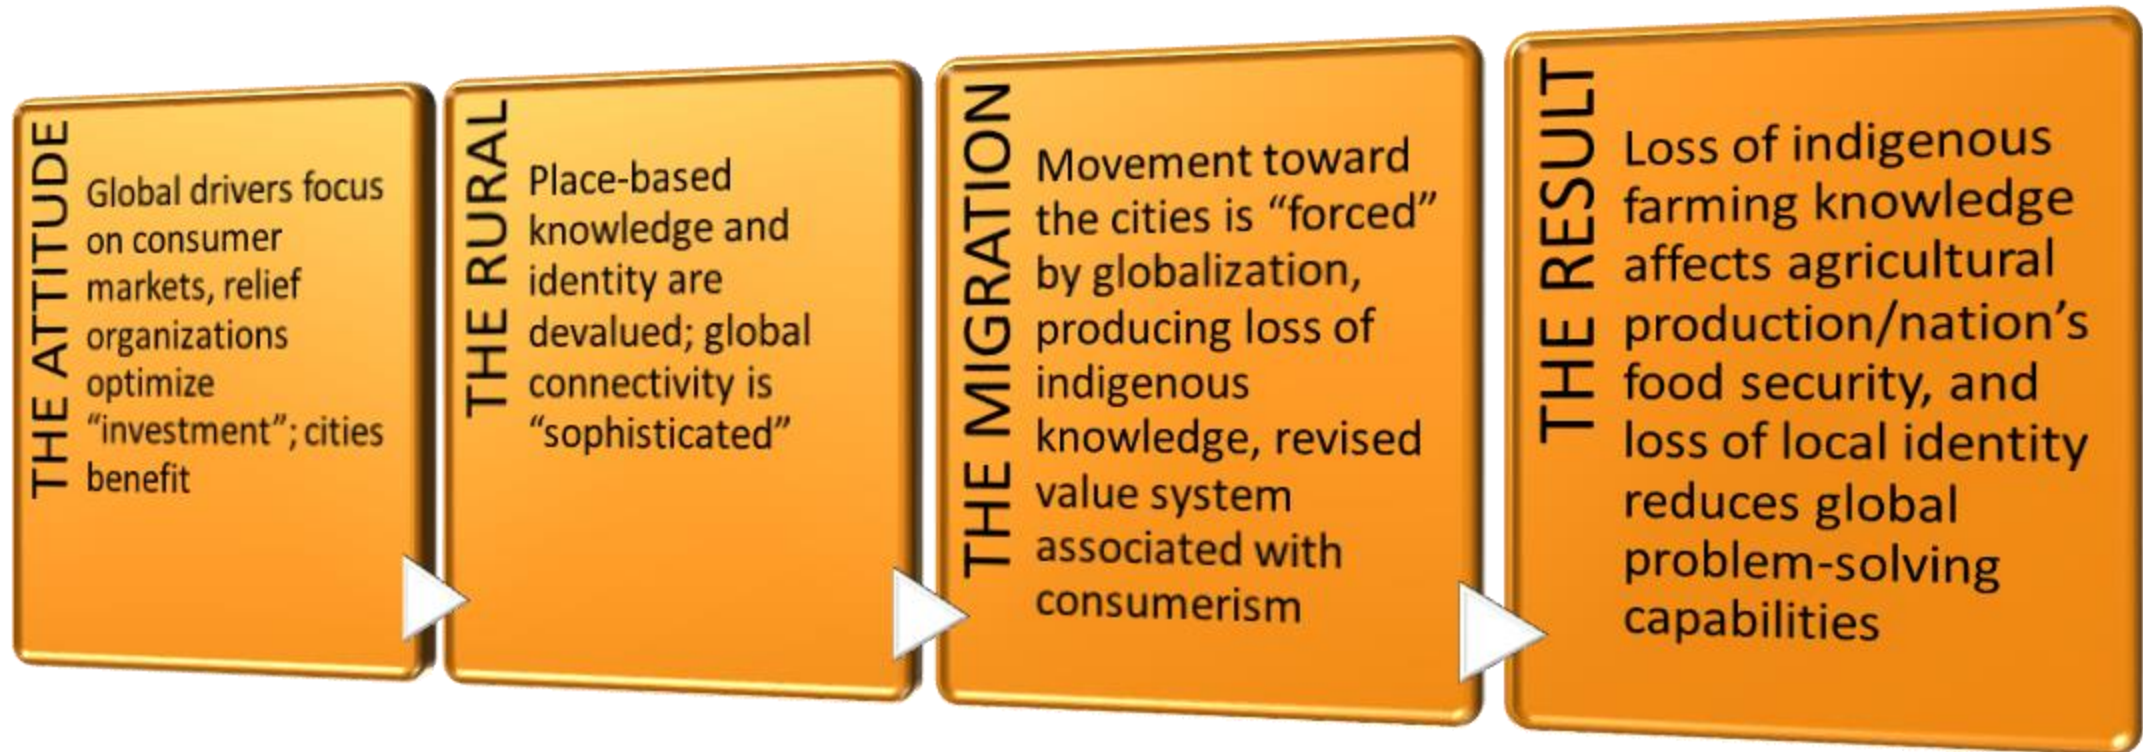 THE ATTITUDE
Global drivers focus
on consumer
markets, relief
organizations
optimize
“investment”; cities
benefit
THE RURAL
Place-based
knowledge and
identity are
devalued; global
connectivity is
“sophisticated”
THE MIGRATION
Movement toward
the cities is “forced”
by globalization,
producing loss of
indigenous
knowledge, revised
value system
associated with
consumerism
THE RESULT
Loss of indigenous
farming knowledge
affects agricultural
production/nation’s
food security, and
loss of local identity
reduces global
problem-solving
capabilities